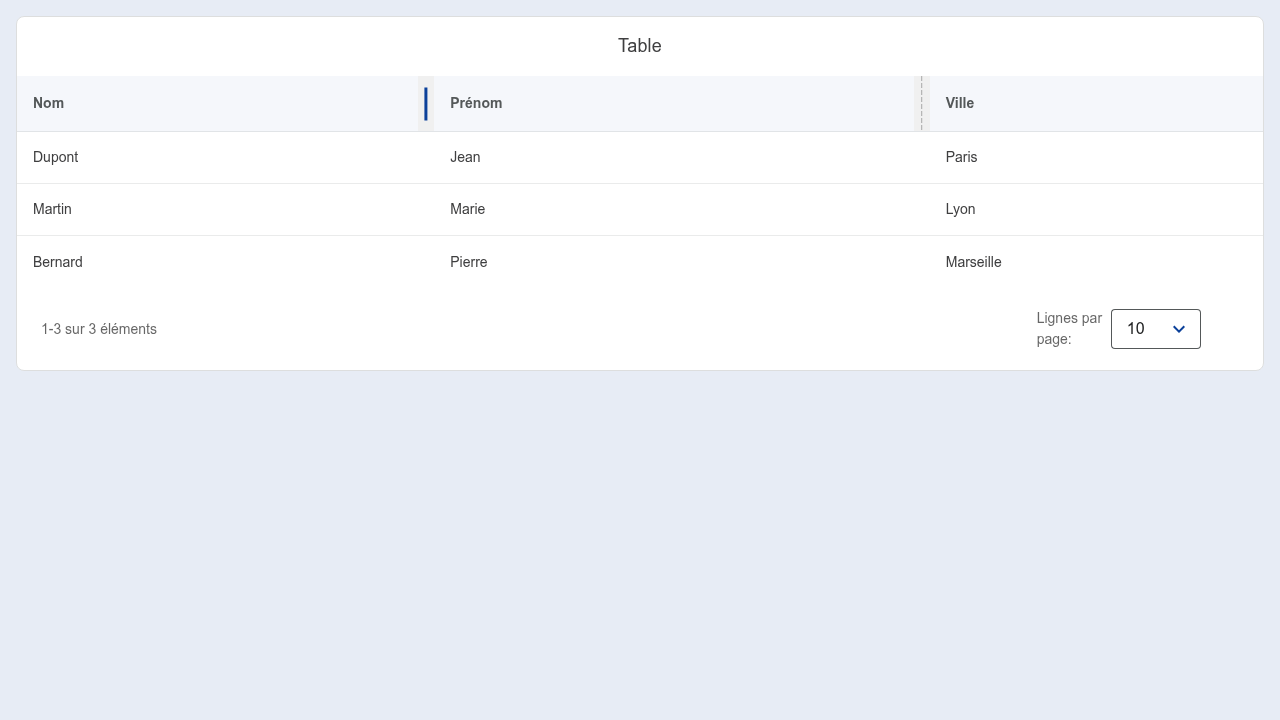 Table
Nom Prénom Ville
Dupont Jean Paris
Martin Marie Lyon
Bernard Pierre Marseille
1-3 sur 3 éléments
Lignes par
page:
10